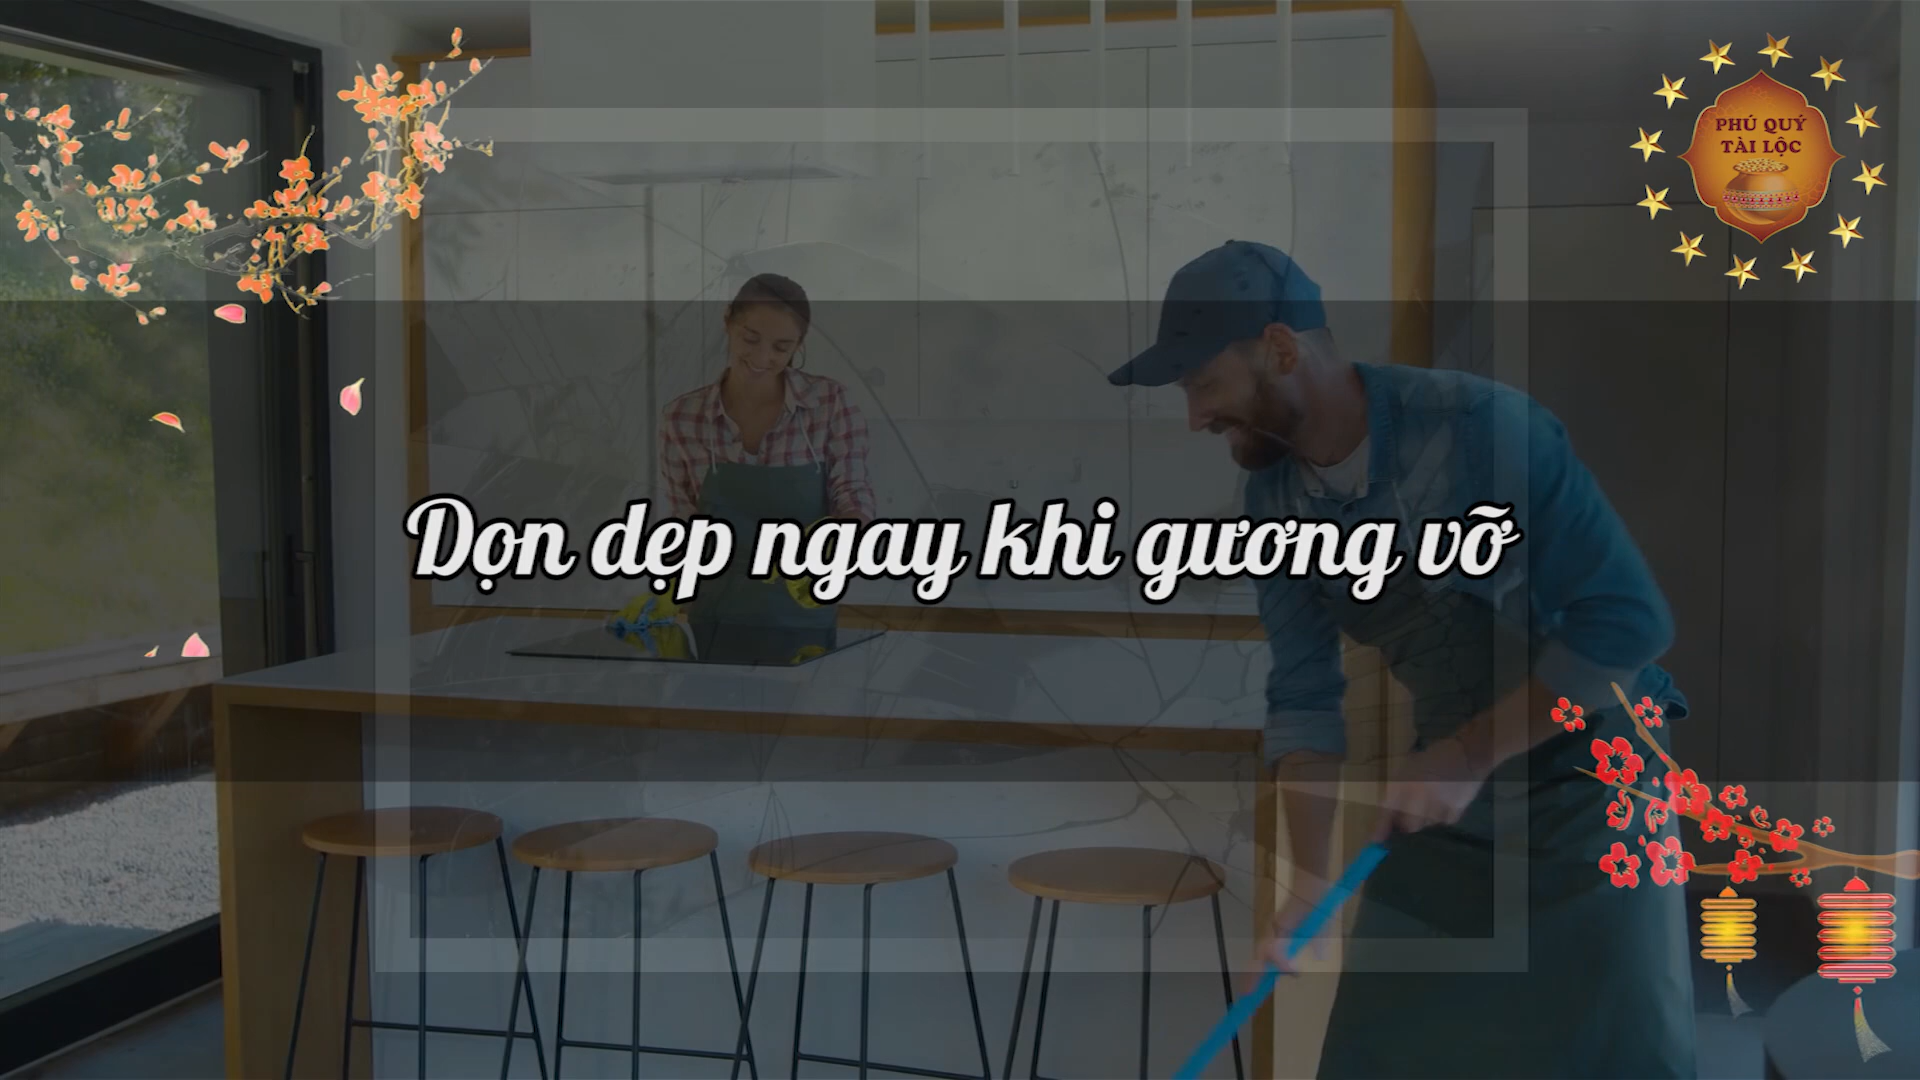 PHÚ QUÝ
TÀI LỘC
Dọn dẹp ngay khi gương vỡ